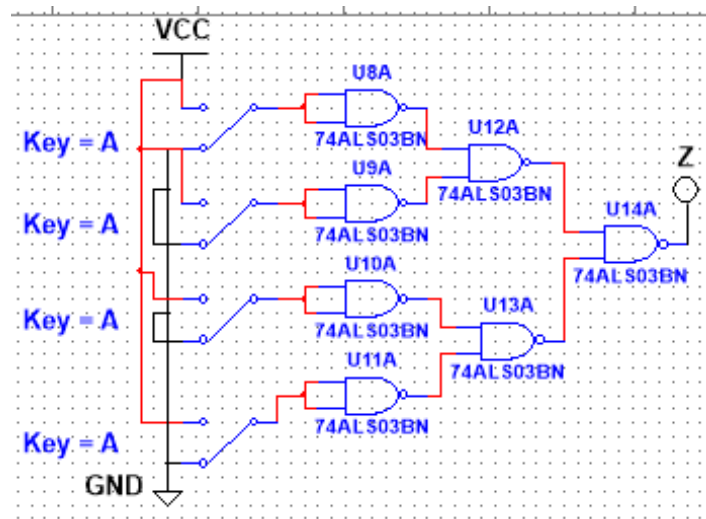 VCC
U8A
Key = A
74ALS03BN
U12A
U9A
74ALS03BN
Z
Key = A
74ALS03BN
U14A
U10A
74ALS03BN
Key = A
74ALS03BN
U13A
U11A
74ALS03BN
Key = A
74ALS03BN
GND